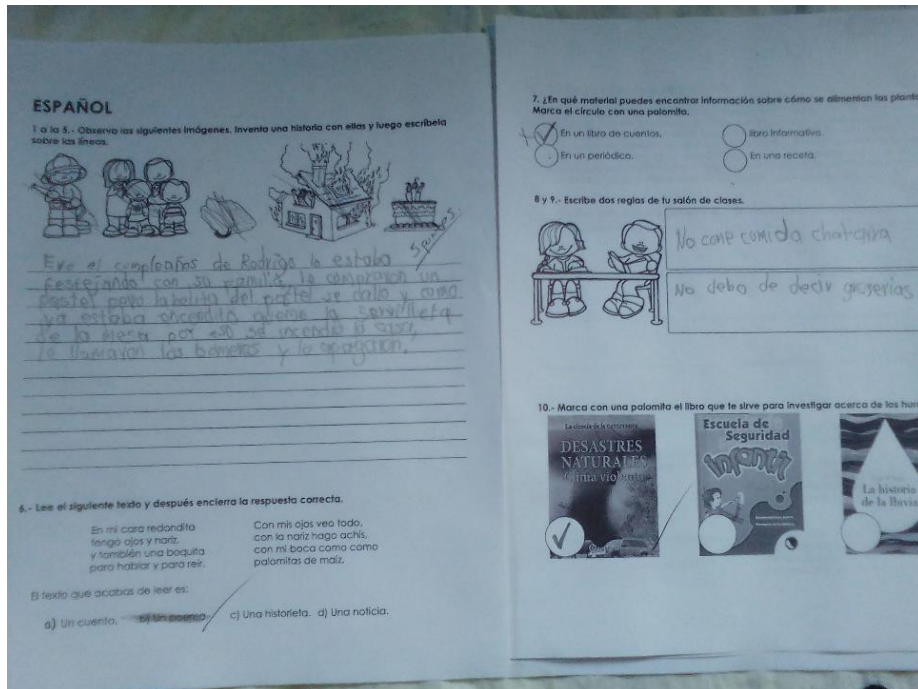 ESPAÑOL
1 a la 5.- Observa las siguientes imágenes. Inventa una historia con ellas y luego escríbela
sobre las líneas.
5 puntos.
Era el cumpleaños de Rodrigo lo estaba
festejando con su familia, le compraron un
pastel pero la belita del pastel se callo y como
ya estaba encendida quemo la servilleta
de la mesa por eso se incendio la casa,
le llamaron los bomeros y lo apagaron.
6.- Lee el siguiente texto y después encierra la respuesta correcta.
En mi cara redondita
tengo ojos y nariz,
y también una boquita
para hablar y para reír.
Con mis ojos veo todo,
con la nariz hago achís,
con mi boca como como
palomitas de maíz.
El texto que acabas de leer es:
a) Un cuento. b) Un poema c) Una historieta. d) Una noticia.
7. ¿En qué material puedes encontrar información sobre cómo se alimentan las planta
Marca el círculo con una palomita.
En un libro de cuentos.
libro informativo.
En un periódico.
En una receta.
8 y 9.- Escribe dos reglas de tu salón de clases.
No come comida
No debo de decir groserias
10.- Marca con una palomita el libro que te sirve para investigar acerca de los hur
DESASTRES
NATURALES
Clima violento
Escuela de
Seguridad
infantil
La historia
de la lluvia